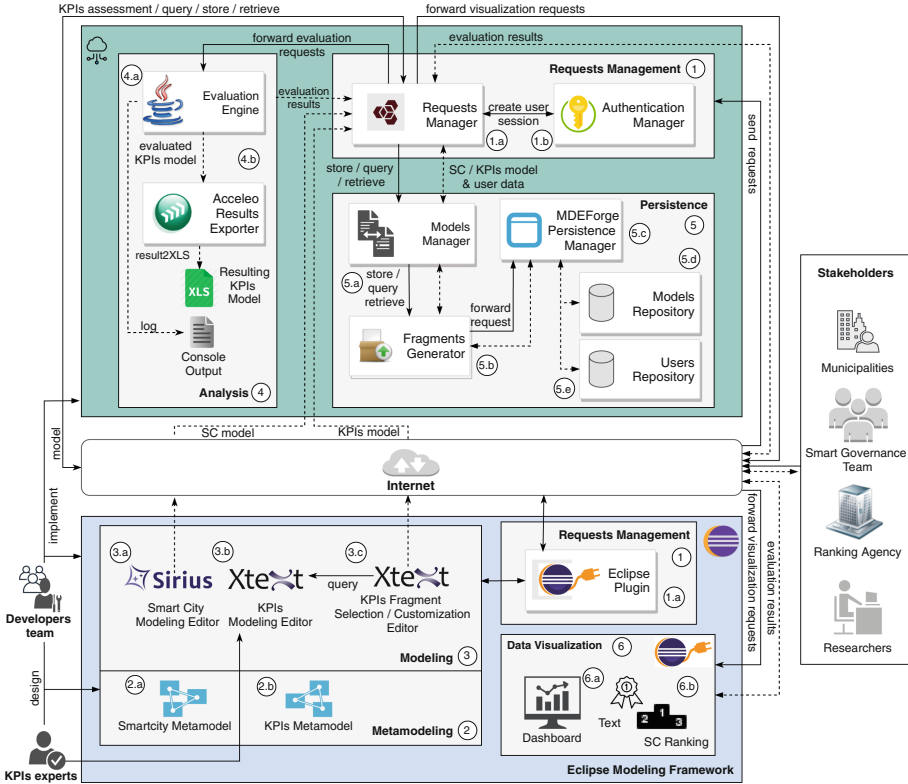 KPIs assessment / query / store / retrieve
forward visualization requests
forward evaluation
requests
evaluation results
4.a
Evaluation
Engine
evaluation
results
Requests Management
1
Requests
Manager
create user
session
Authentication
Manager
1.a
1.b
send requests
evaluated
KPIs model
4.b
store / query
/ retrieve
SC / KPIs model
& user data
Acceleo
Results
Exporter
result2XLS
XLS
Resulting
KPIs
Model
log
Console
Output
Analysis
4
Persistence
5
Models
Manager
MDEForge
Persistence
Manager
5.c
5.d
5.a
store / query
retrieve
forward
request
Models
Repository
Fragments
Generator
5.b
Users
Repository
5.e
Stakeholders
Municipalities
Smart Governance
Team
Ranking Agency
Researchers
SC model
KPIs model
Internet
model
implement
Developers
team
design
KPIs experts
3.a
3.b
3.c
Sirius
Xtext
query
Xtext
Smart City
Modeling Editor
KPIs
Modeling Editor
KPIs Fragment
Selection / Customization
Editor
Modeling
3
2.a
2.b
Smartcity Metamodel
KPIs Metamodel
Metamodeling
2
Requests Management
1
Eclipse
Plugin
1.a
forward visualization
requests
evaluation results
Data Visualization
6
6.a
6.b
1
Dashboard
Text
2 1 3
SC Ranking
Eclipse Modeling Framework